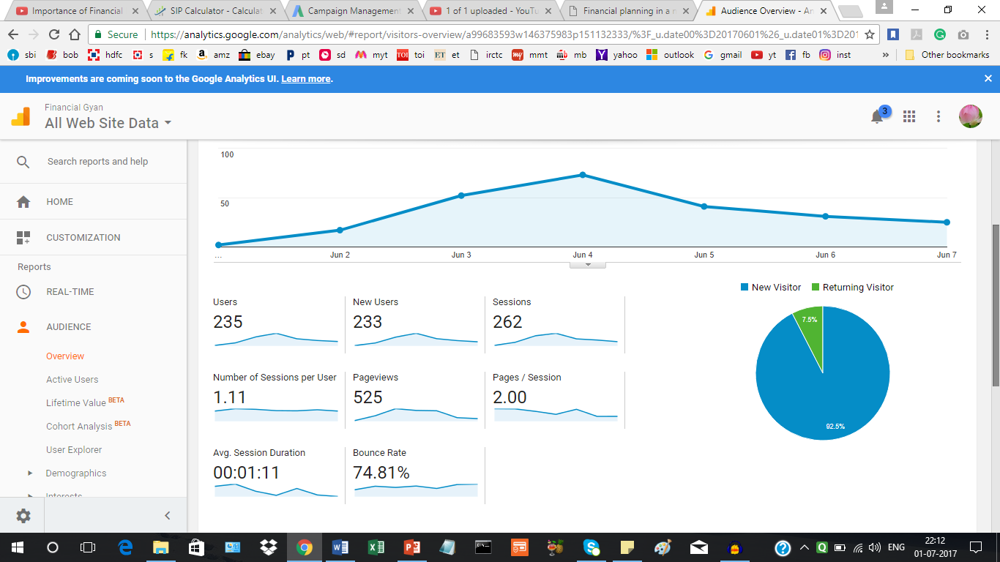 Importance of Financial
SIP Calculator - Calculat
Campaign Management
1 of 1 uploaded - YouTu
Financial planning in a n
Audience Overview - An
Secure
https://analytics.google.com/analytics/web/#report/visitors-overview/a99683593w146375983p151132333/%3F_u.date00%3D20170601%26_u.date01%3D201
sbi bob hdfc s fk amz ebay pt sd myt TOI toi ET et irctc my mmt mb mb yahoo outlook gmail yt fb inst » Other bookmarks
Improvements are coming soon to the Google Analytics UI. Learn more.
Financial Gyan
All Web Site Data
3
Search reports and help
HOME
CUSTOMIZATION
Reports
REAL-TIME
AUDIENCE
Overview
Active Users
Lifetime Value BETA
Cohort Analysis BETA
User Explorer
Demographics
Interests
100
50
... Jun 2 Jun 3 Jun 4 Jun 5 Jun 6 Jun 7
New Visitor Returning Visitor
7.5%
92.5%
Users
235
New Users
233
Sessions
262
Number of Sessions per User
1.11
Pageviews
525
Pages / Session
2.00
Avg. Session Duration
00:01:11
Bounce Rate
74.81%
ENG
22:12
01-07-2017